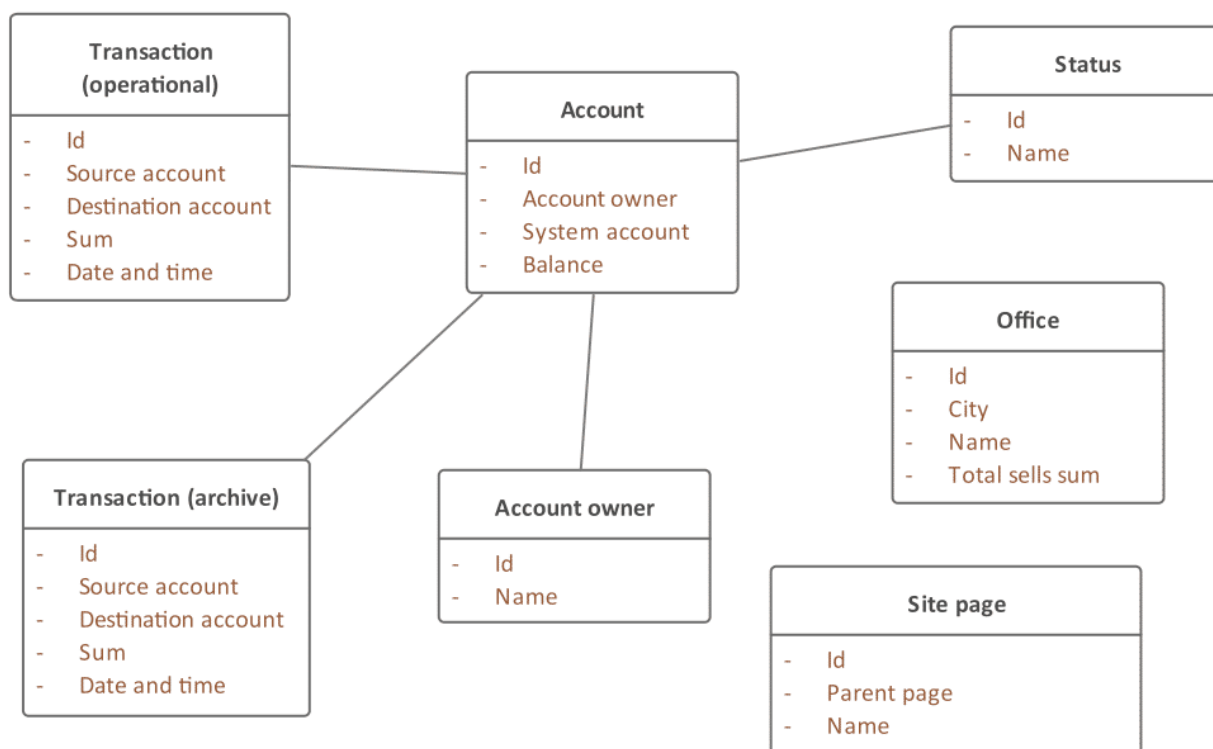 Transaction
(operational)
- Id
- Source account
- Destination account
- Sum
- Date and time
Account
- Id
- Account owner
- System account
- Balance
Status
- Id
- Name
Office
- Id
- City
- Name
- Total sells sum
Transaction (archive)
- Id
- Source account
- Destination account
- Sum
- Date and time
Account owner
- Id
- Name
Site page
- Id
- Parent page
- Name